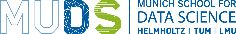 MUDS
MUNICH SCHOOL FOR
DATA SCIENCE
HELMHOLTZ | TUM | LMU